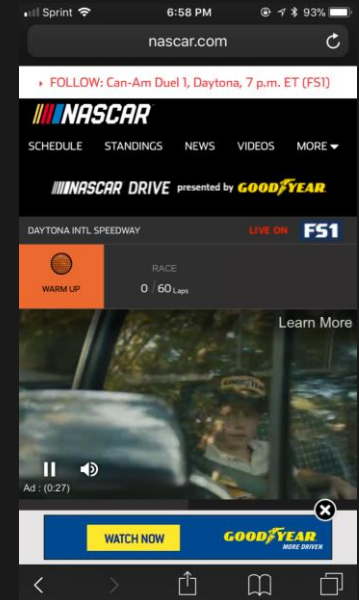 Sprint 6:58 PM 93%
nascar.com
FOLLOW: Can-Am Duel 1, Daytona, 7 p.m. ET (FS1)
NASCAR
SCHEDULE STANDINGS NEWS VIDEOS MORE
NASCAR DRIVE presented by GOODYEAR
DAYTONA INTL SPEEDWAY LIVE ON FS1
RACE
WARM UP 0 / 60 Laps
Learn More
Ad : (0:27)
WATCH NOW GOODYEAR
MORE DRIVEN